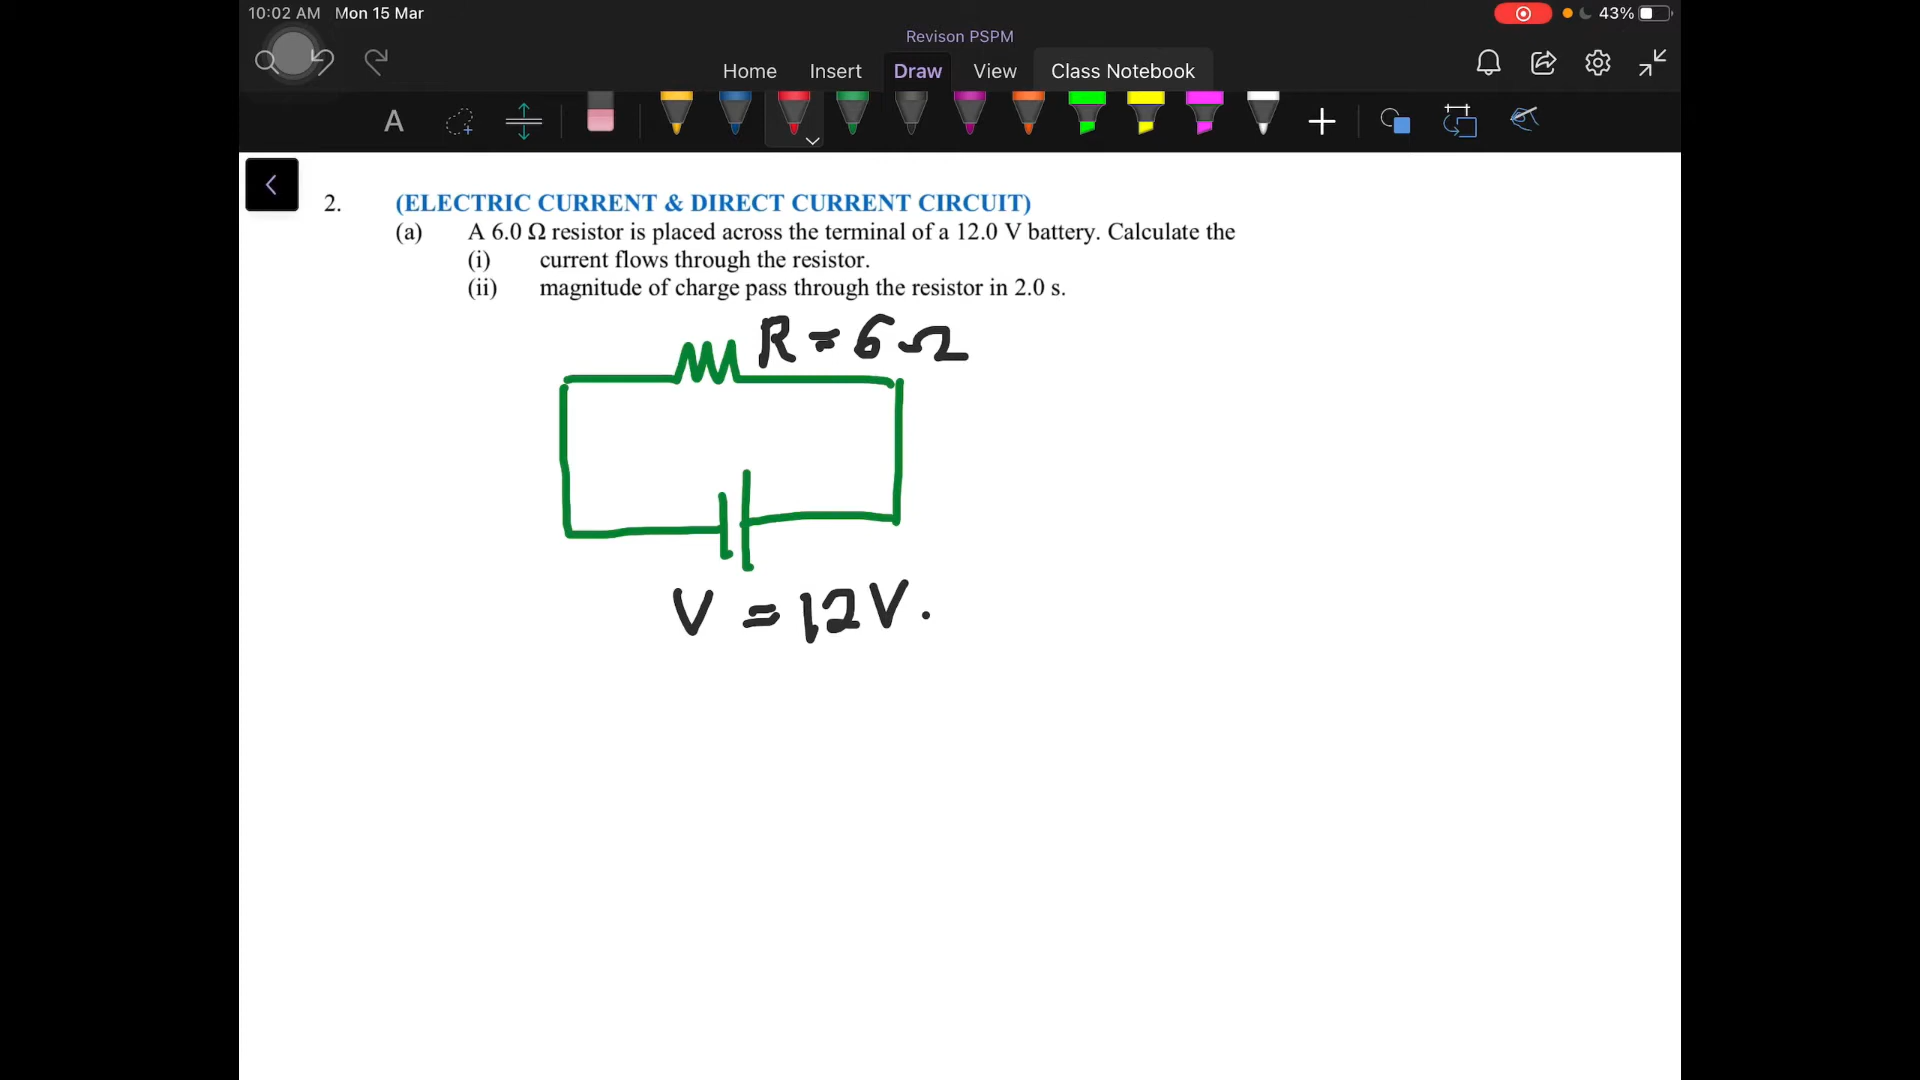 10:02 AM Mon 15 Mar 43%
Revison PSPM
Home Insert Draw View Class Notebook
A
2. (ELECTRIC CURRENT & DIRECT CURRENT CIRCUIT)
(a) A 6.0 Ω resistor is placed across the terminal of a 12.0 V battery. Calculate the
(i) current flows through the resistor.
(ii) magnitude of charge pass through the resistor in 2.0 s.
R = 6 Ω
V = 12V.